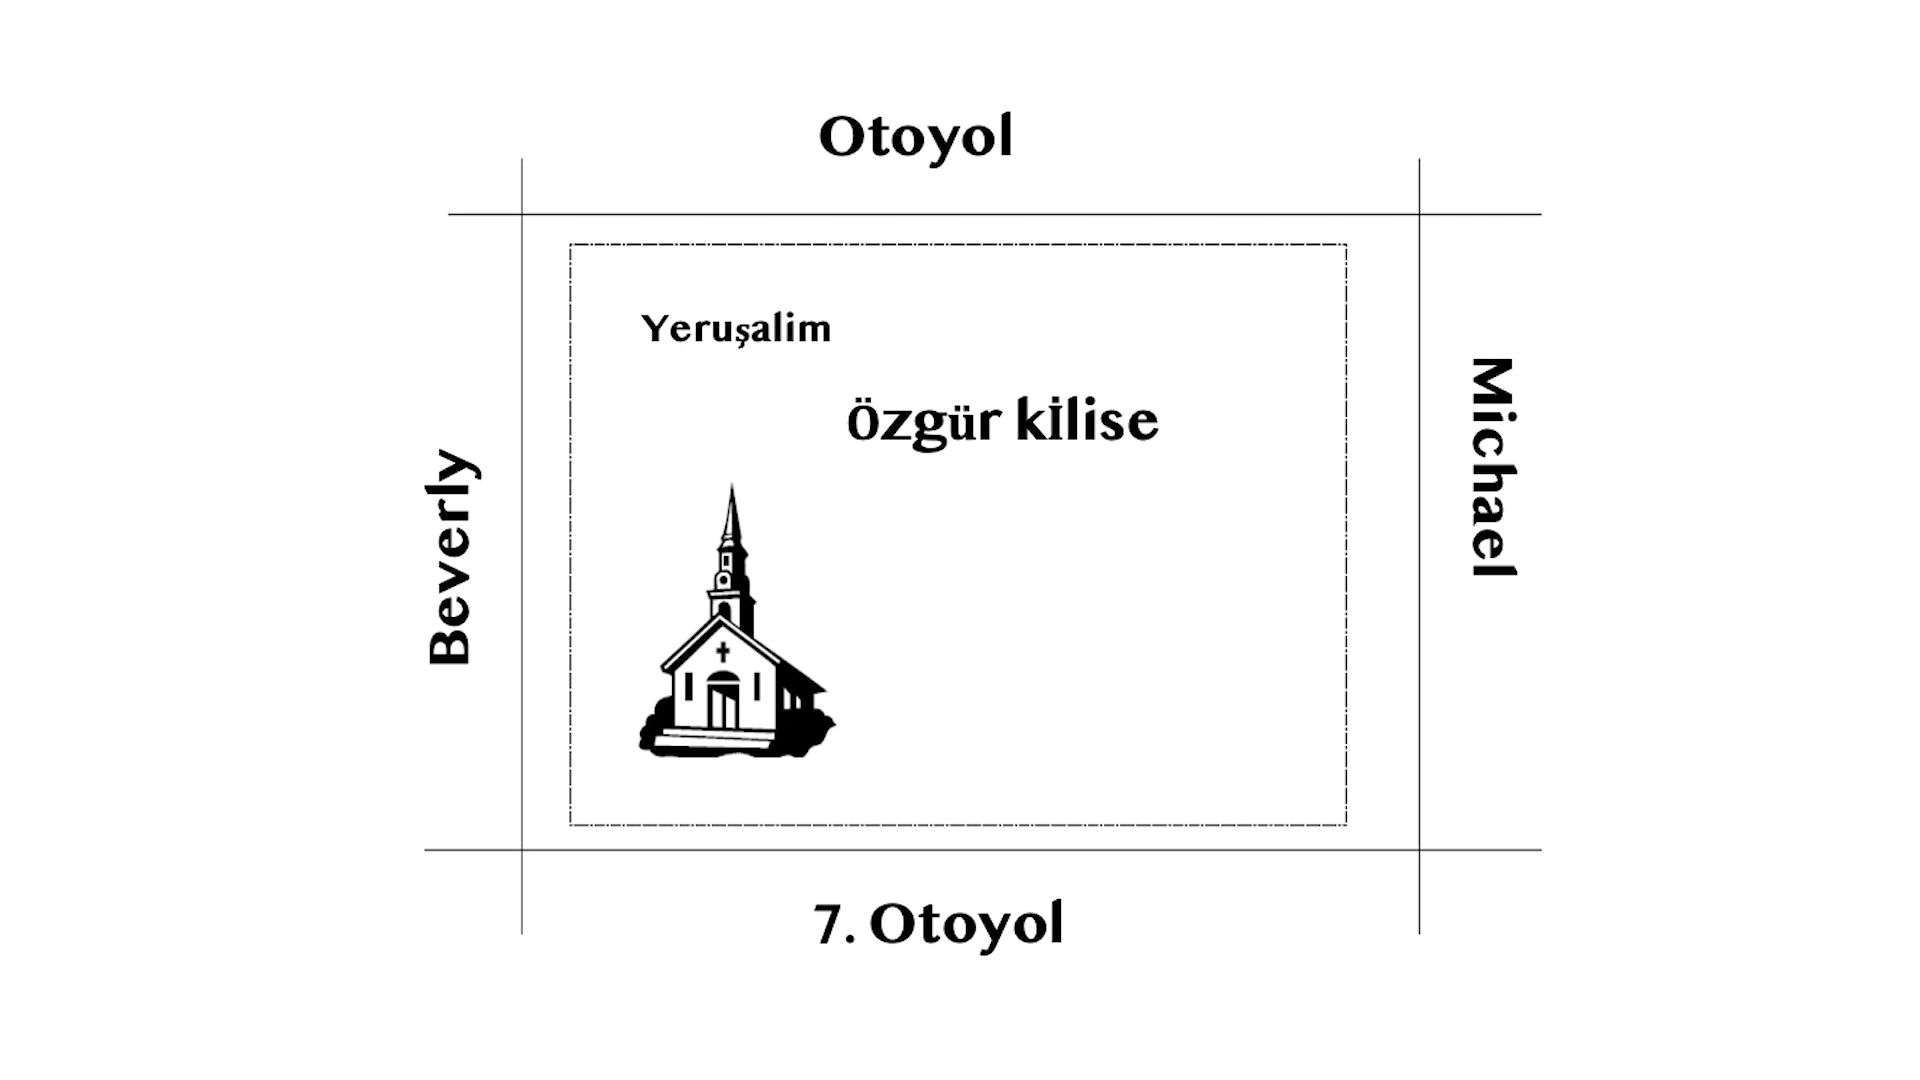 Otoyol
Yeruşalim
Özgür kİlise
Beverly
Michael
7. Otoyol